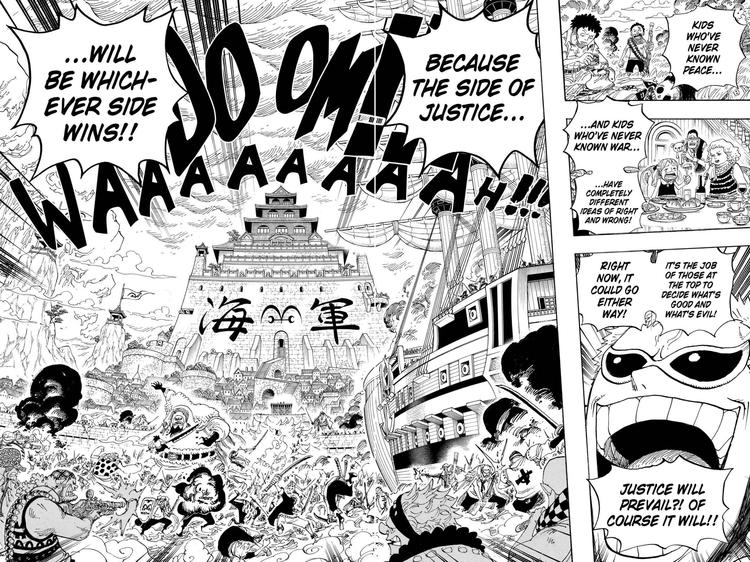 KIDS
WHO'VE
NEVER
KNOWN
PEACE...
...AND KIDS
WHO'VE NEVER
KNOWN WAR...
...HAVE
COMPLETELY
DIFFERENT
IDEAS OF RIGHT
AND WRONG!
IT'S THE JOB
OF THOSE
AT THE TOP
TO DECIDE
WHAT'S
GOOD AND
WHAT'S EVIL!
RIGHT
NOW, IT
COULD GO
EITHER
WAY!
JUSTICE WILL
PREVAIL?! OF
COURSE IT WILL!!
BECAUSE
THE SIDE OF
JUSTICE...
DOOM!
...WILL
BE WHICH-
EVER SIDE
WINS!!
WAAAAAAAAAH!!!
海 軍